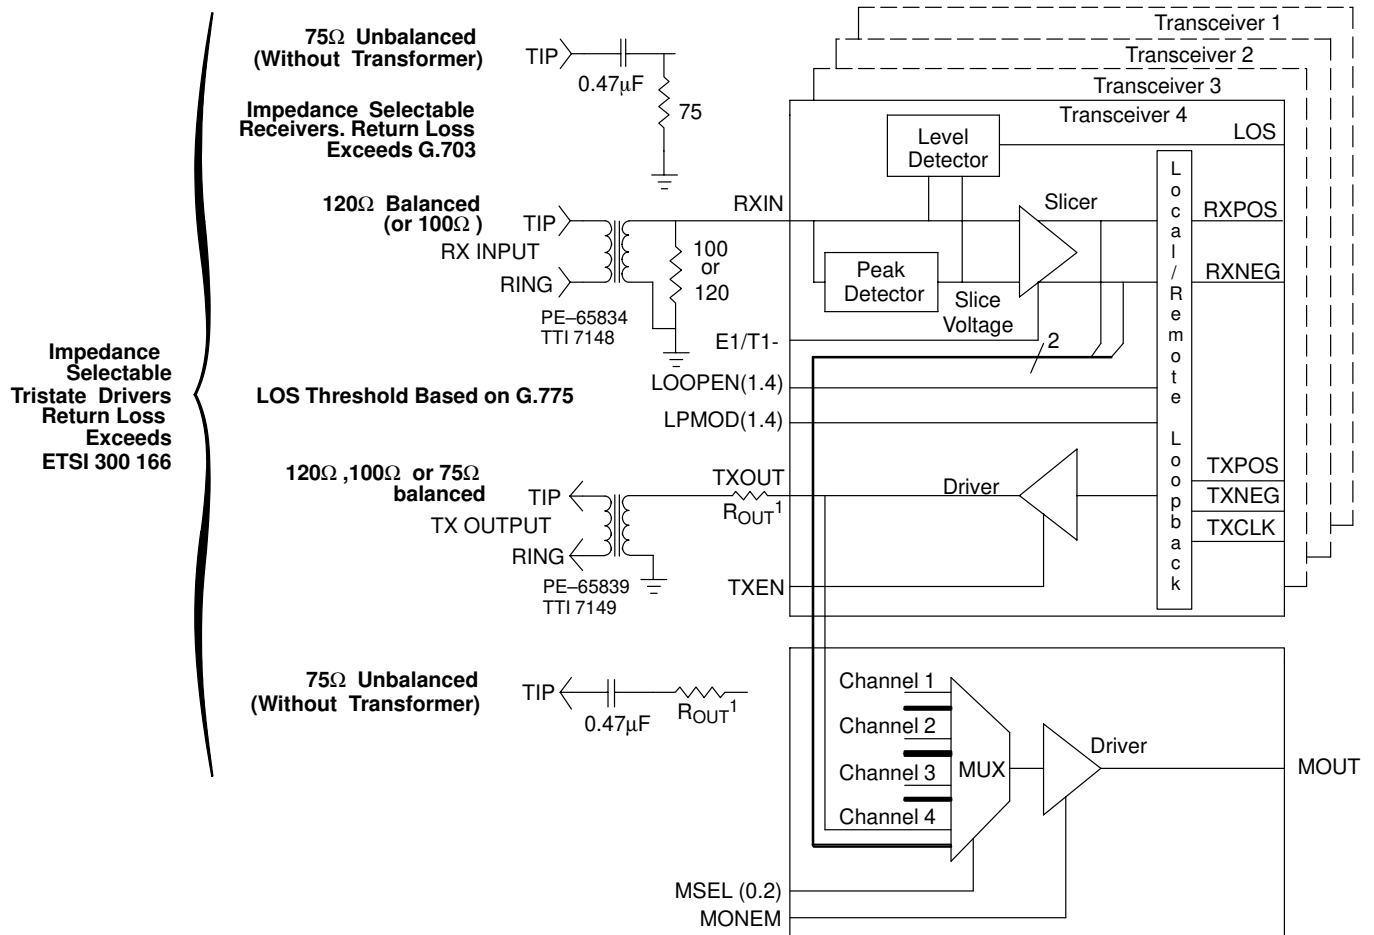 75Ω Unbalanced
(Without Transformer)
TIP
0.47µF
75
Impedance Selectable
Receivers. Return Loss
Exceeds G.703
120Ω Balanced
(or 100Ω )
TIP
RX INPUT
RING
PE–65834
TTI 7148
100
or
120
Impedance
Selectable
Tristate Drivers
Return Loss
Exceeds
ETSI 300 166
LOS Threshold Based on G.775
120Ω ,100Ω or 75Ω
balanced
TIP
TX OUTPUT
RING
PE–65839
TTI 7149
TXOUT
ROUT1
75Ω Unbalanced
(Without Transformer)
TIP
0.47µF
ROUT1
Transceiver 1
Transceiver 2
Transceiver 3
Transceiver 4
Level
Detector
LOS
RXIN
Slicer
RXPOS
Peak
Detector
Slice
Voltage
RXNEG
E1/T1-
2
LOOPEN(1.4)
LPMOD(1.4)
Local/Remote Loopback
Driver
TXPOS
TXNEG
TXCLK
TXEN
Channel 1
Channel 2
Channel 3
Channel 4
MUX
Driver
MOUT
MSEL (0.2)
MONEM